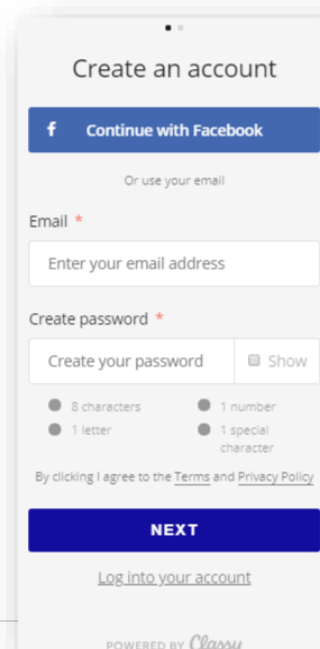 Create an account
f Continue with Facebook
Or use your email
Email *
Enter your email address
Create password *
Create your password Show
8 characters 1 number
1 letter 1 special
character
By clicking I agree to the Terms and Privacy Policy
NEXT
Log into your account
POWERED BY Classy